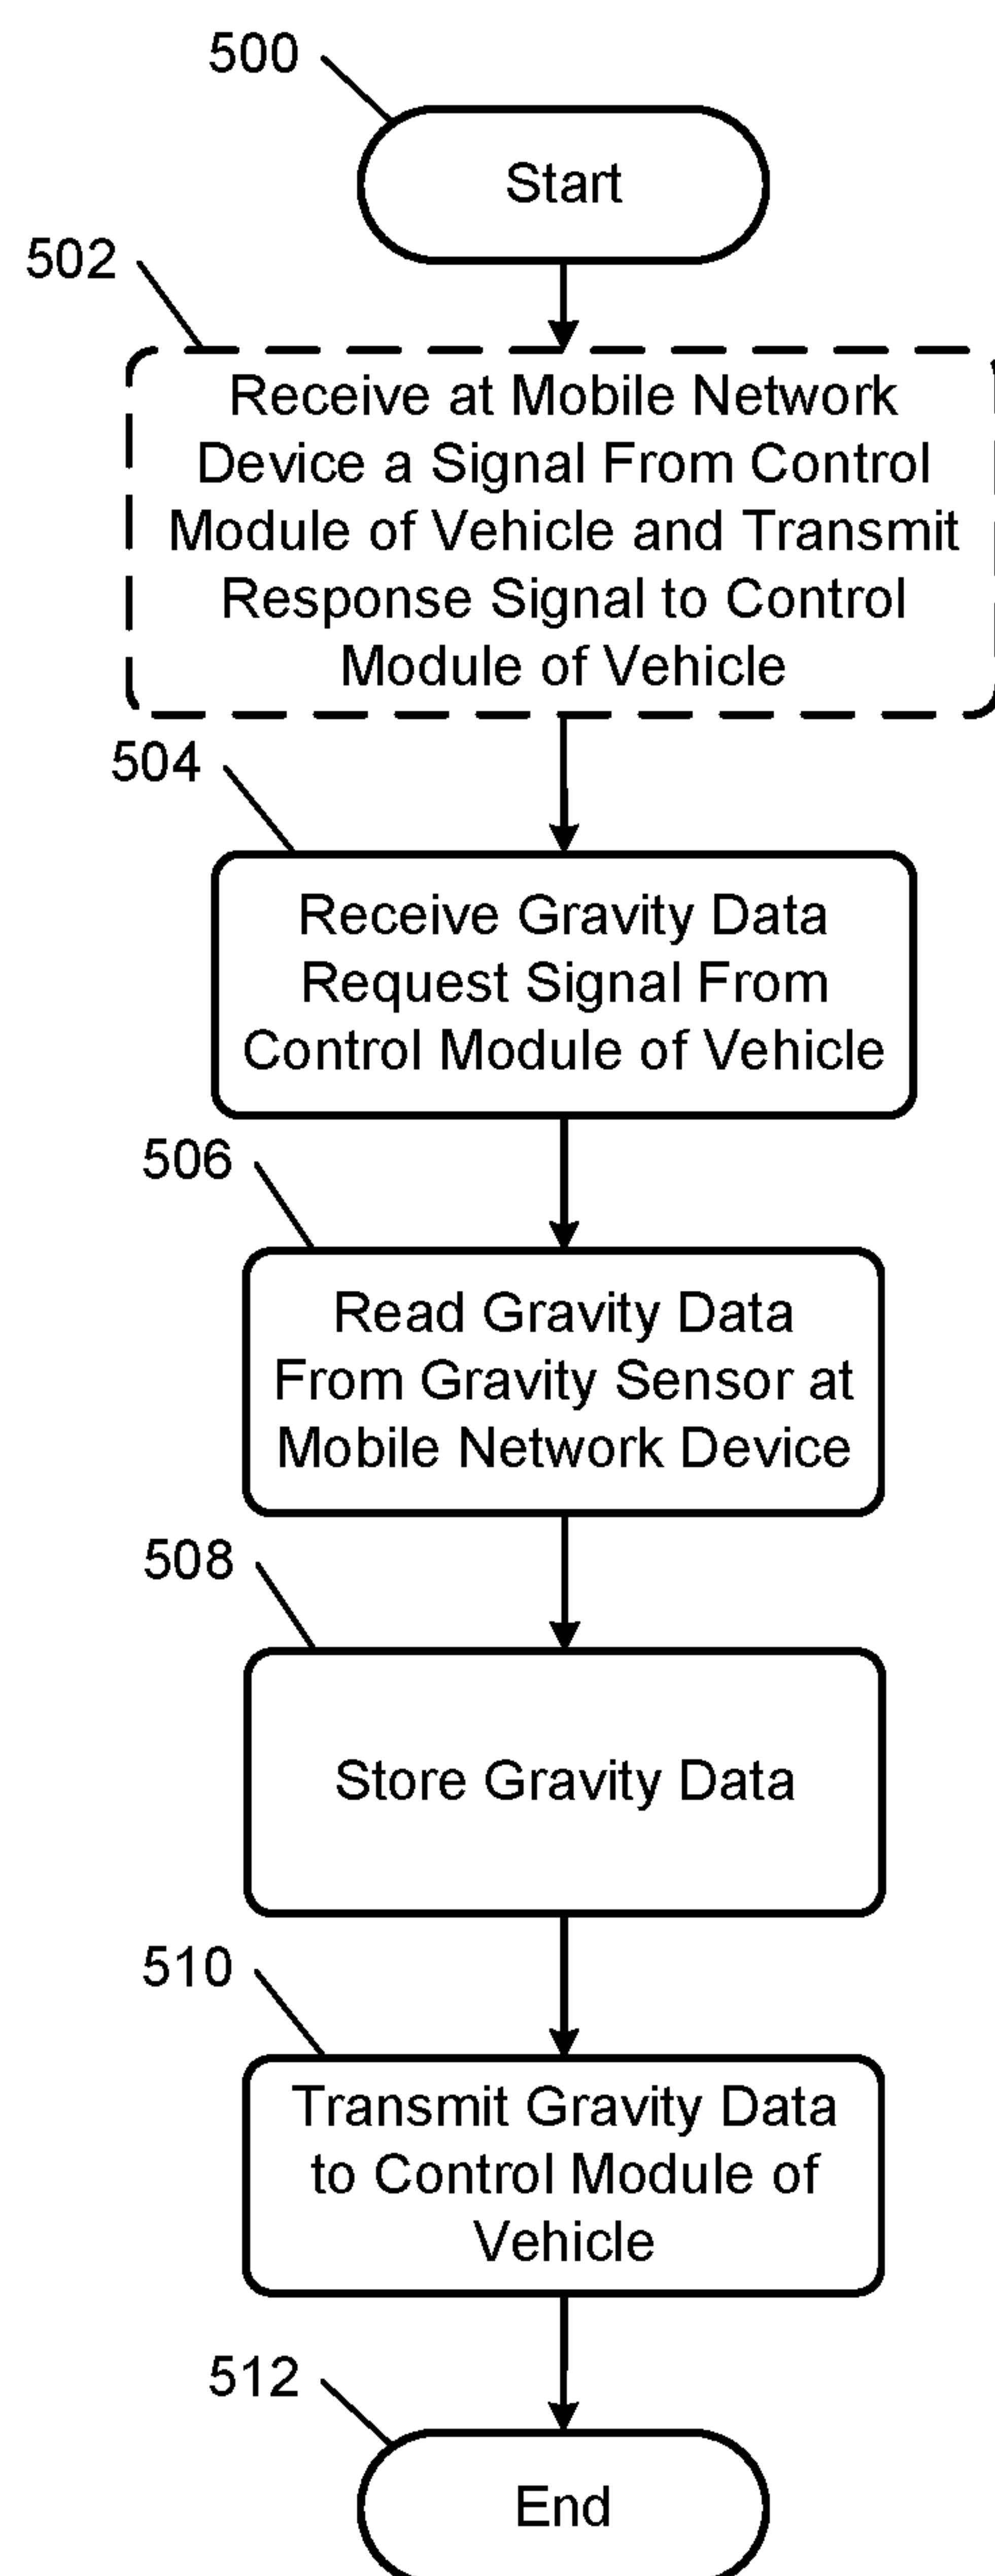 500
Start
502
Receive at Mobile Network
Device a Signal From Control
Module of Vehicle and Transmit
Response Signal to Control
Module of Vehicle
504
Receive Gravity Data
Request Signal From
Control Module of Vehicle
506
Read Gravity Data
From Gravity Sensor at
Mobile Network Device
508
Store Gravity Data
510
Transmit Gravity Data
to Control Module of
Vehicle
512
End